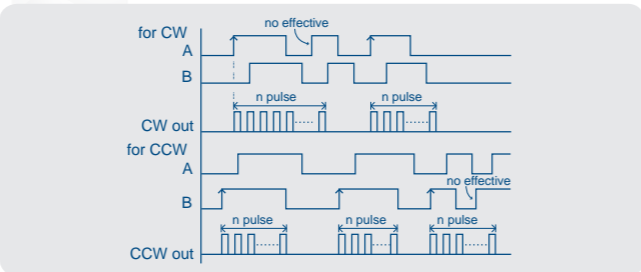 no effective
for CW
A
B
n pulse n pulse
CW out
for CCW
A
no effective
B
n pulse n pulse n pulse
CCW out